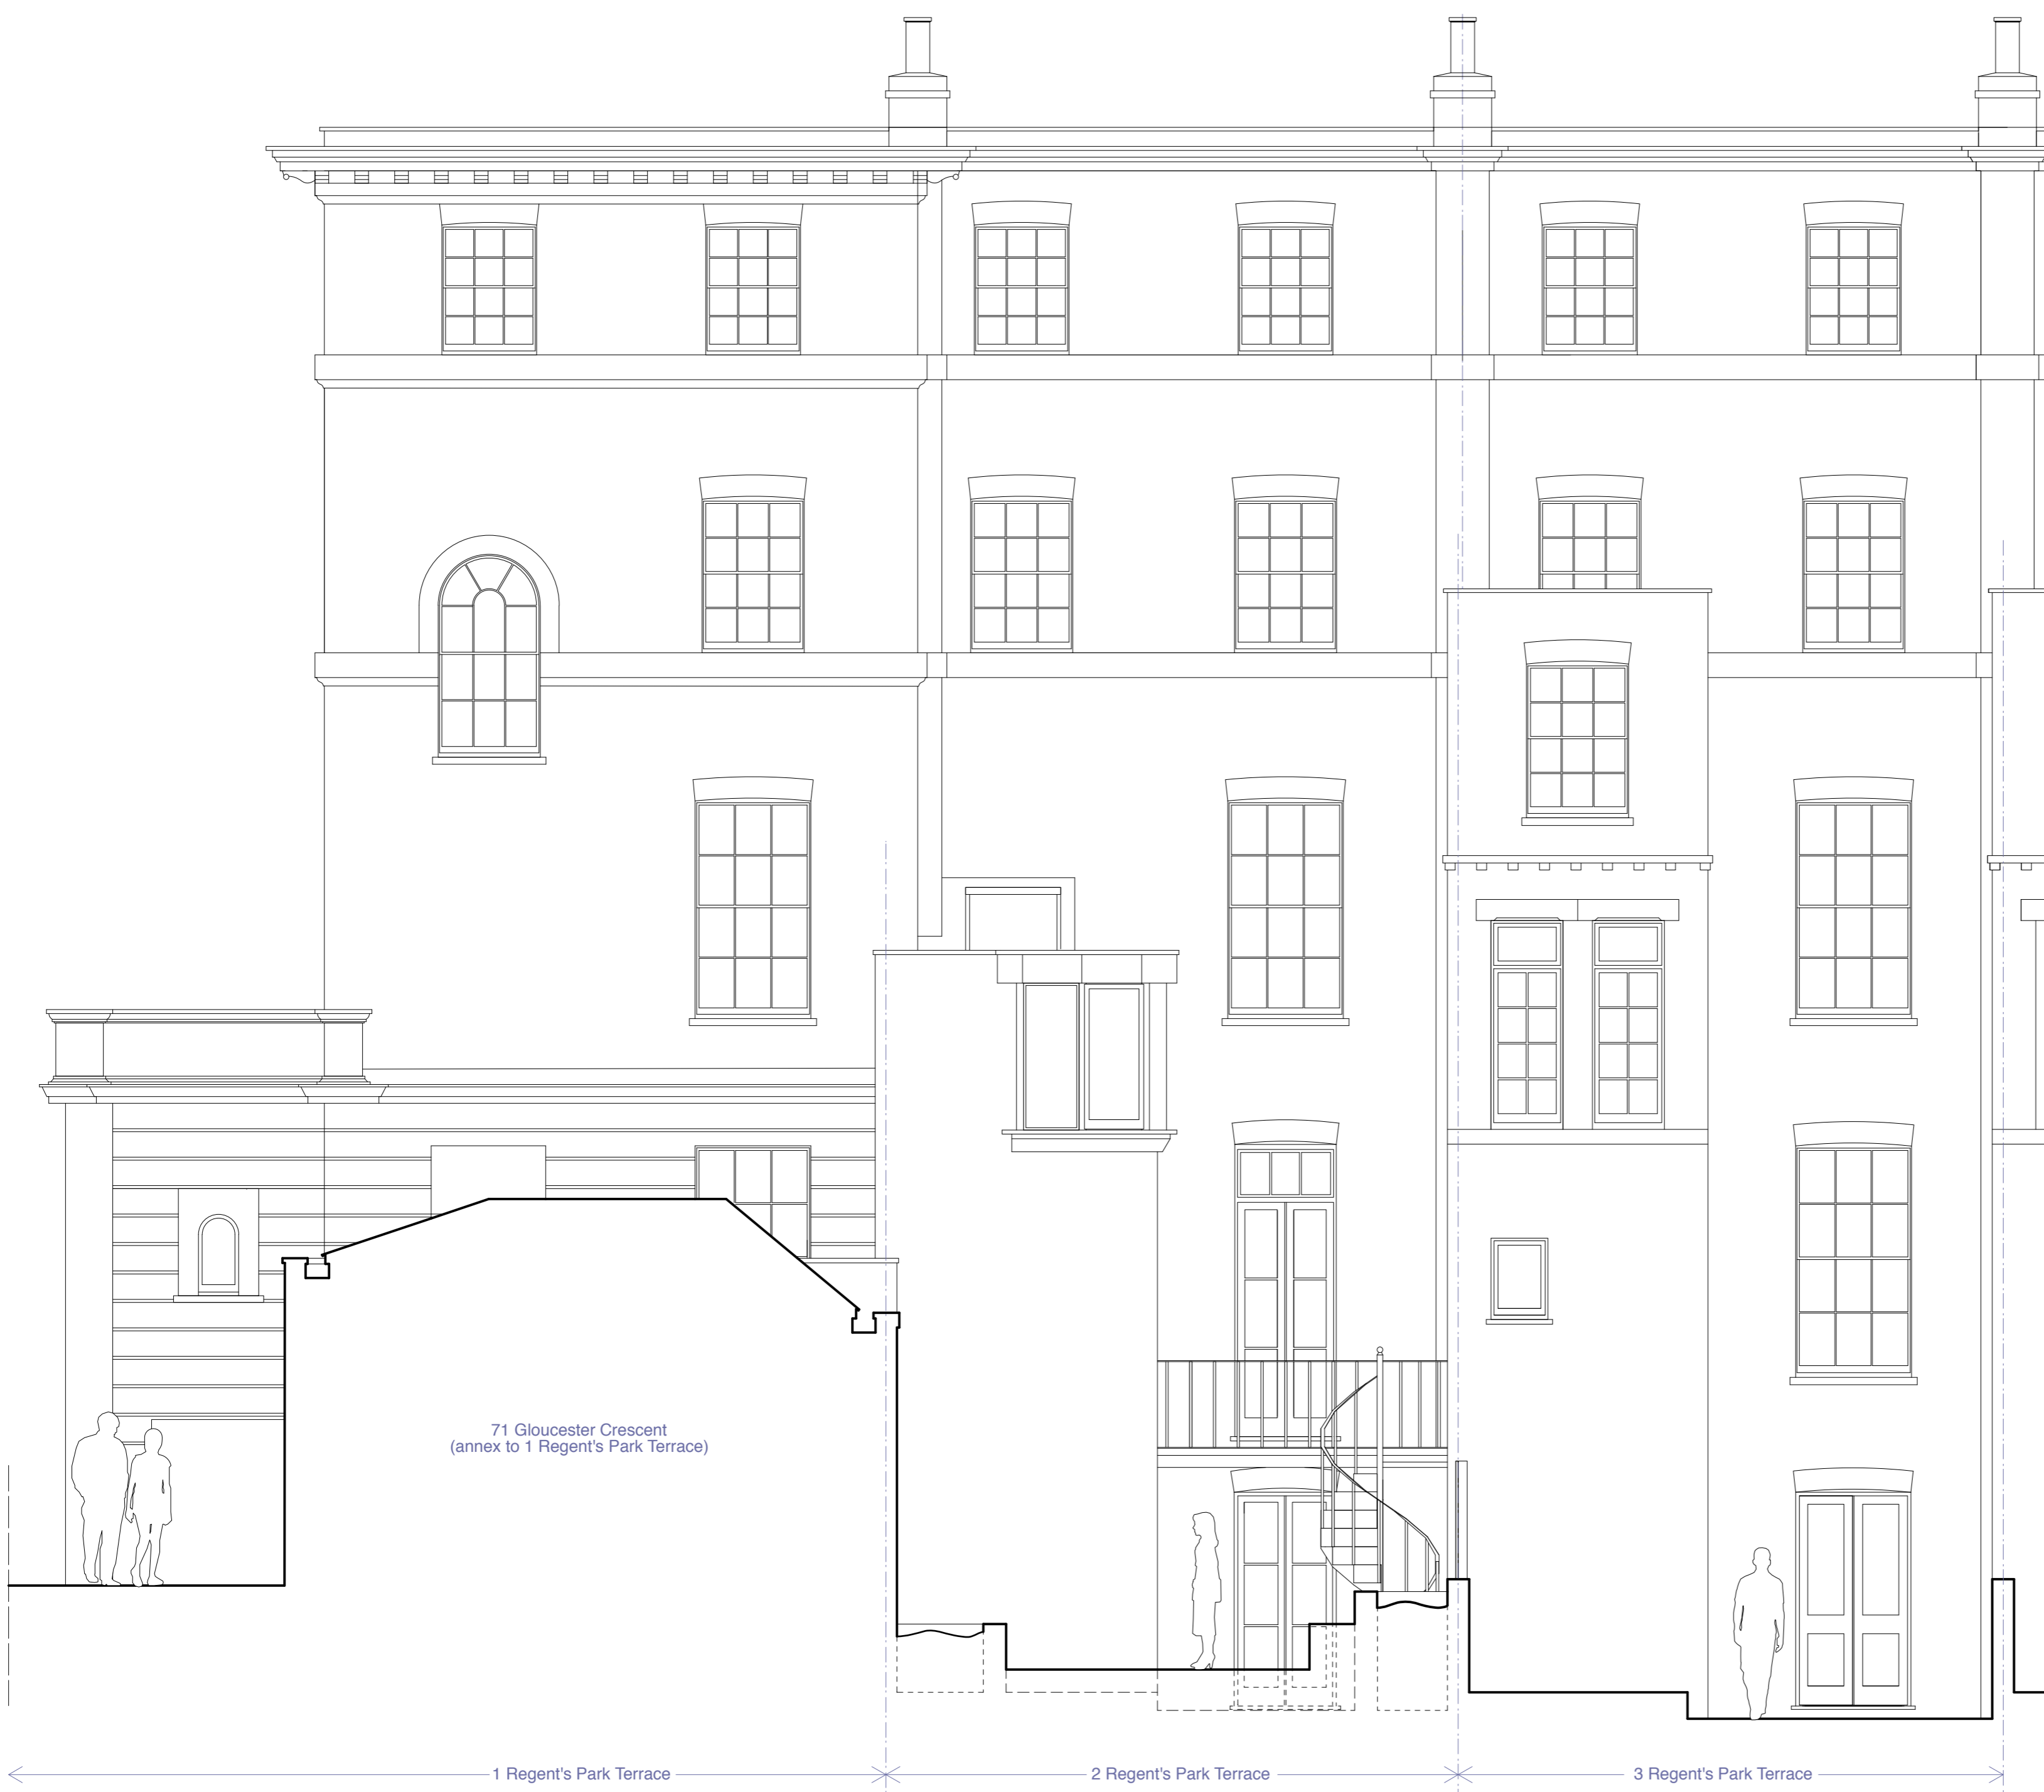 71 Gloucester Crescent
(annex to 1 Regent's Park Terrace)
1 Regent's Park Terrace
2 Regent's Park Terrace
3 Regent's Park Terrace